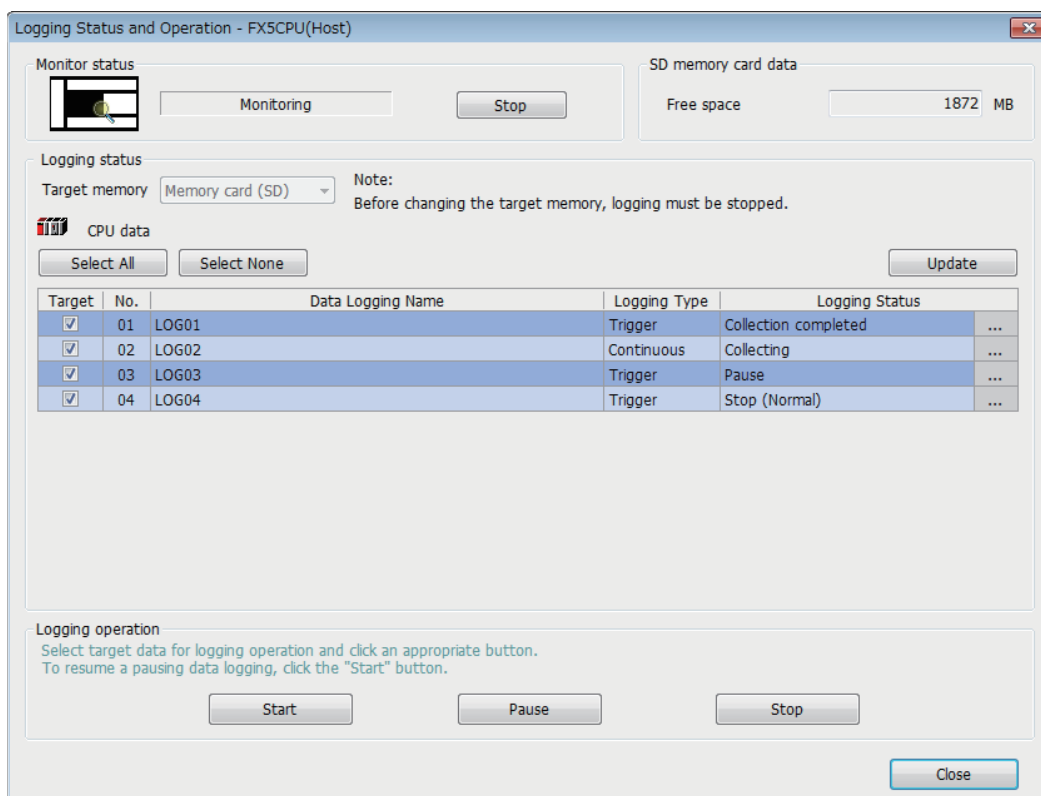 Logging Status and Operation - FX5CPU(Host)
Monitor status
SD memory card data
Monitoring
Stop
Free space 1872 MB
Logging status
Target memory Memory card (SD)
Note:
Before changing the target memory, logging must be stopped.
CPU data
Select All Select None Update
Target No. Data Logging Name Logging Type Logging Status
01 LOG01 Trigger Collection completed ...
02 LOG02 Continuous Collecting ...
03 LOG03 Trigger Pause ...
04 LOG04 Trigger Stop (Normal) ...
Logging operation
Select target data for logging operation and click an appropriate button.
To resume a pausing data logging, click the "Start" button.
Start Pause Stop
Close